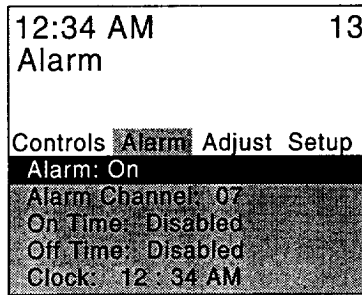 12:34 AM 13
Alarm
Controls Alarm Adjust Setup
Alarm: On
Alarm Channel: 07
On Time: Disabled
Off Time: Disabled
Clock: 12 : 34 AM